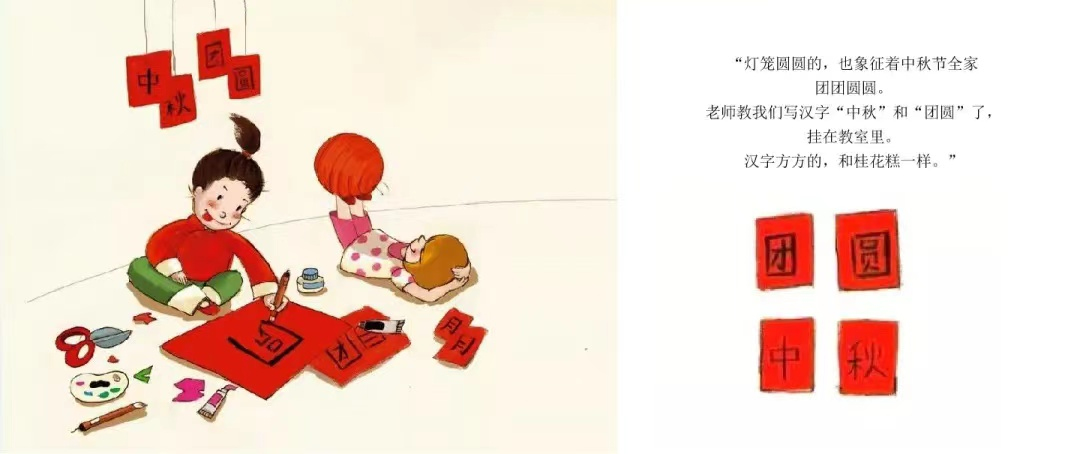 中秋
团圆
团
月
月
“灯笼圆圆的，也象征着中秋节全家
团团圆圆。
老师教我们写汉字“中秋”和“团圆”了，
挂在教室里。
汉字方方的，和桂花糕一样。”
团 圆
中 秋